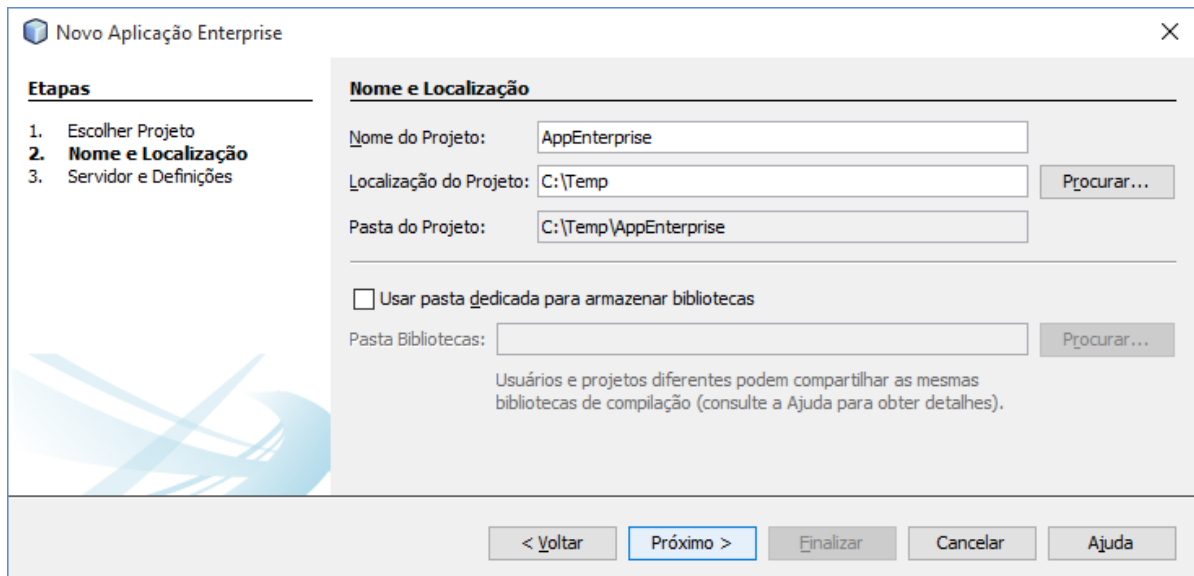 Novo Aplicação Enterprise
Etapas
1. Escolher Projeto
2. Nome e Localização
3. Servidor e Definições
Nome e Localização
Nome do Projeto: AppEnterprise
Localização do Projeto: C:\Temp Procurar...
Pasta do Projeto: C:\Temp\AppEnterprise
Usar pasta dedicada para armazenar bibliotecas
Pasta Bibliotecas: Procurar...
Usuários e projetos diferentes podem compartilhar as mesmas
bibliotecas de compilação (consulte a Ajuda para obter detalhes).
< Voltar Próximo > Finalizar Cancelar Ajuda